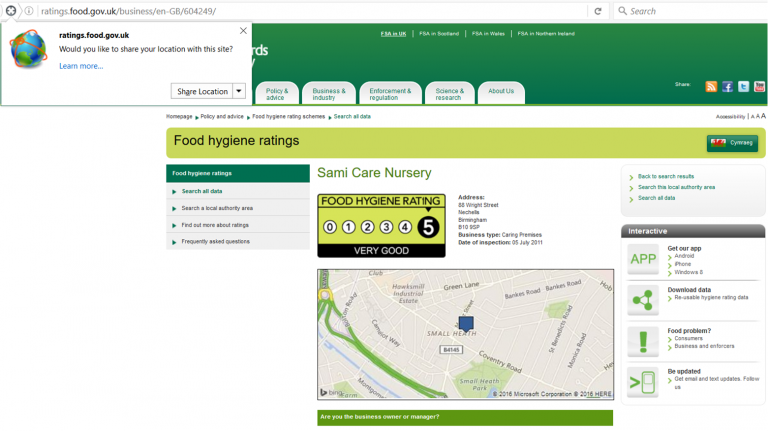 ratings.food.gov.uk/business/en-GB/604249/
Search
ratings.food.gov.uk
Would you like to share your location with this site?
Learn more...
Share Location
FSA in UK | FSA in Scotland | FSA in Wales | FSA in Northern Ireland
rds
Policy & advice
Business & industry
Enforcement & regulation
Science & research
About Us
Share:
You
Homepage Policy and advice Food hygiene rating schemes Search all data
Accessibility | A A A
Food hygiene ratings
Cymraeg
Food hygiene ratings
Search all data
Search a local authority area
Find out more about ratings
Frequently asked questions
Sami Care Nursery
FOOD HYGIENE RATING
0 1 2 3 4 5
VERY GOOD
Address:
88 Wright Street
Nechells
Birmingham
B10 9SP
Business type: Caring Premises
Date of inspection: 05 July 2011
Back to search results
Search this local authority area
Search all data
Interactive
APP
Get our app
Android
iPhone
Windows 8
Download data
Re-usable hygiene rating data
Food problem?
Consumers
Business and enforcers
Be updated
Get email and text updates. Follow us
Club
Hawksmill Industrial Estate
Green Lane
Bankes Road
Bankes Road
Hob
Cameron Way
SMALL HEATH
B4145
Coventry Road
St Benedicts Road
Monica Road
Small Heath Park
Montgomery
Farm
bing
© 2016 Microsoft Corporation © 2016 HERE
Are you the business owner or manager?